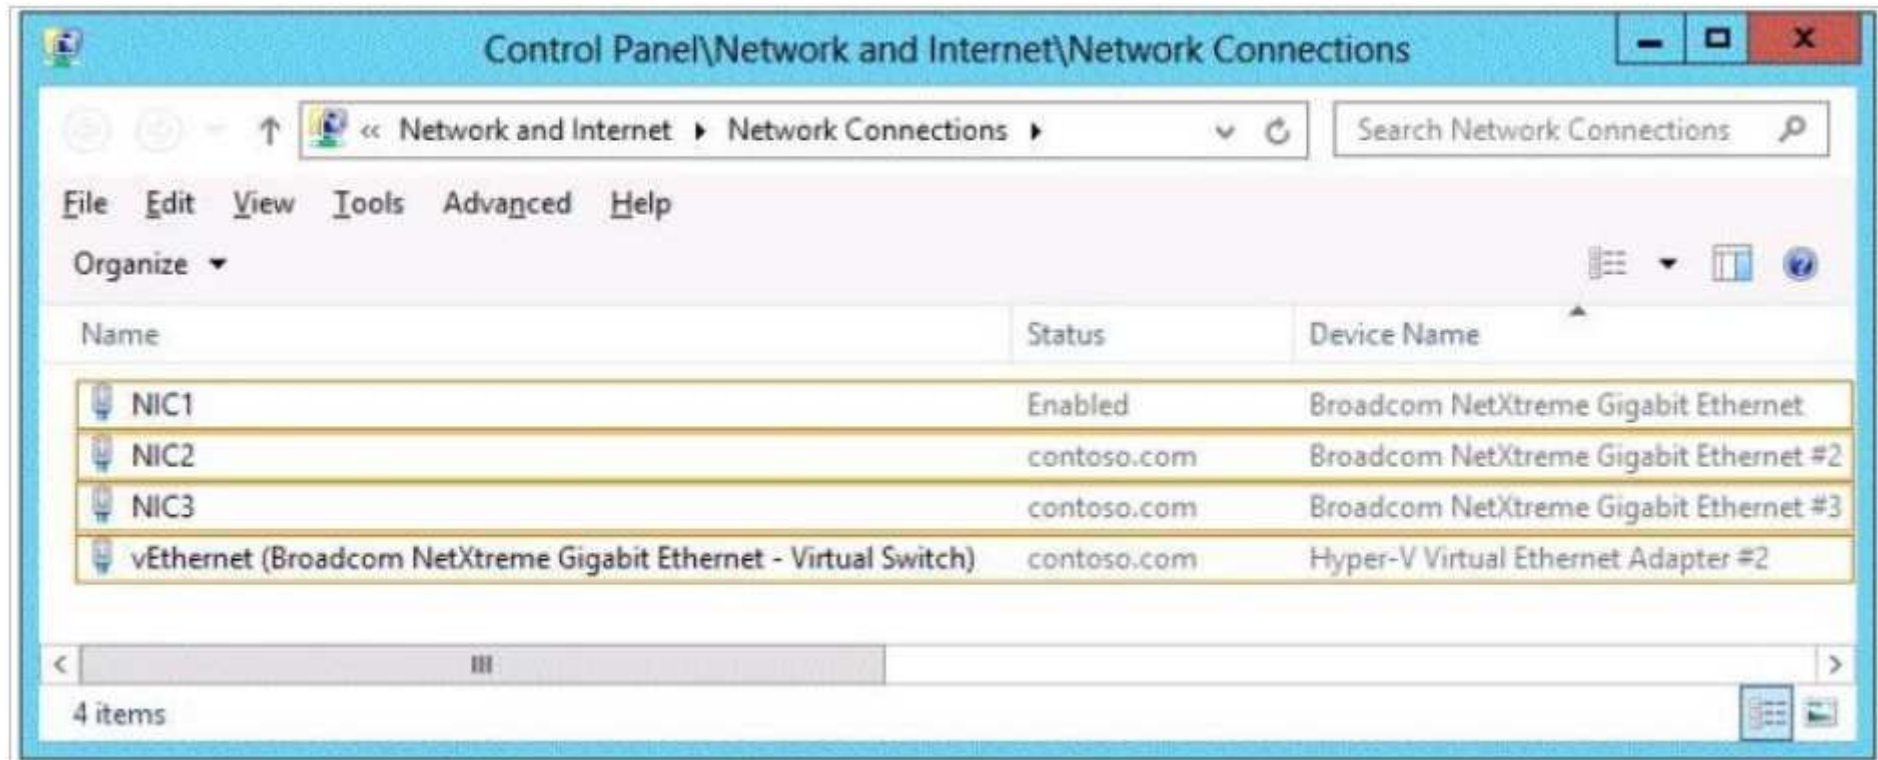 Control Panel\Network and Internet\Network Connections
« Network and Internet Network Connections Search Network Connections
File Edit View Tools Advanced Help
Organize
Name Status Device Name
NIC1 Enabled Broadcom NetXtreme Gigabit Ethernet
NIC2 contoso.com Broadcom NetXtreme Gigabit Ethernet #2
NIC3 contoso.com Broadcom NetXtreme Gigabit Ethernet #3
vEthernet (Broadcom NetXtreme Gigabit Ethernet - Virtual Switch) contoso.com Hyper-V Virtual Ethernet Adapter #2
4 items